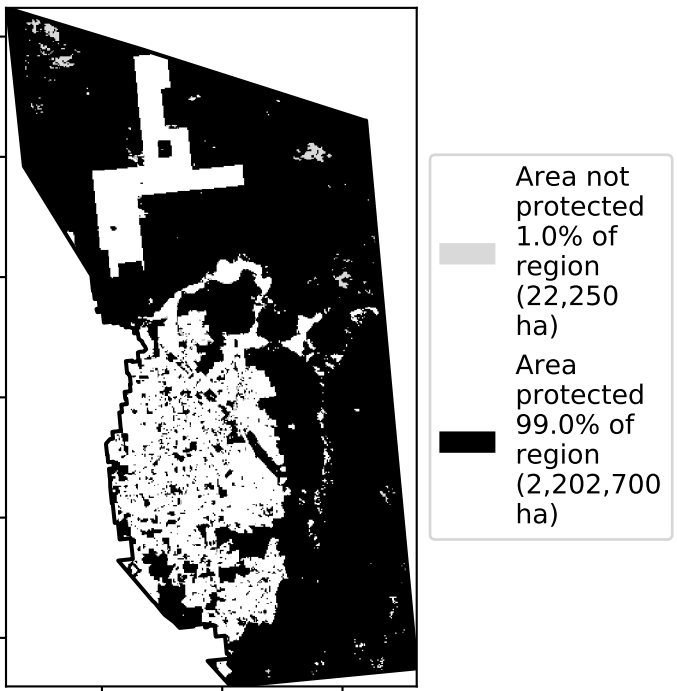 Area not
protected
1.0% of
region
(22,250
ha)
Area
protected
99.0% of
region
(2,202,700
ha)